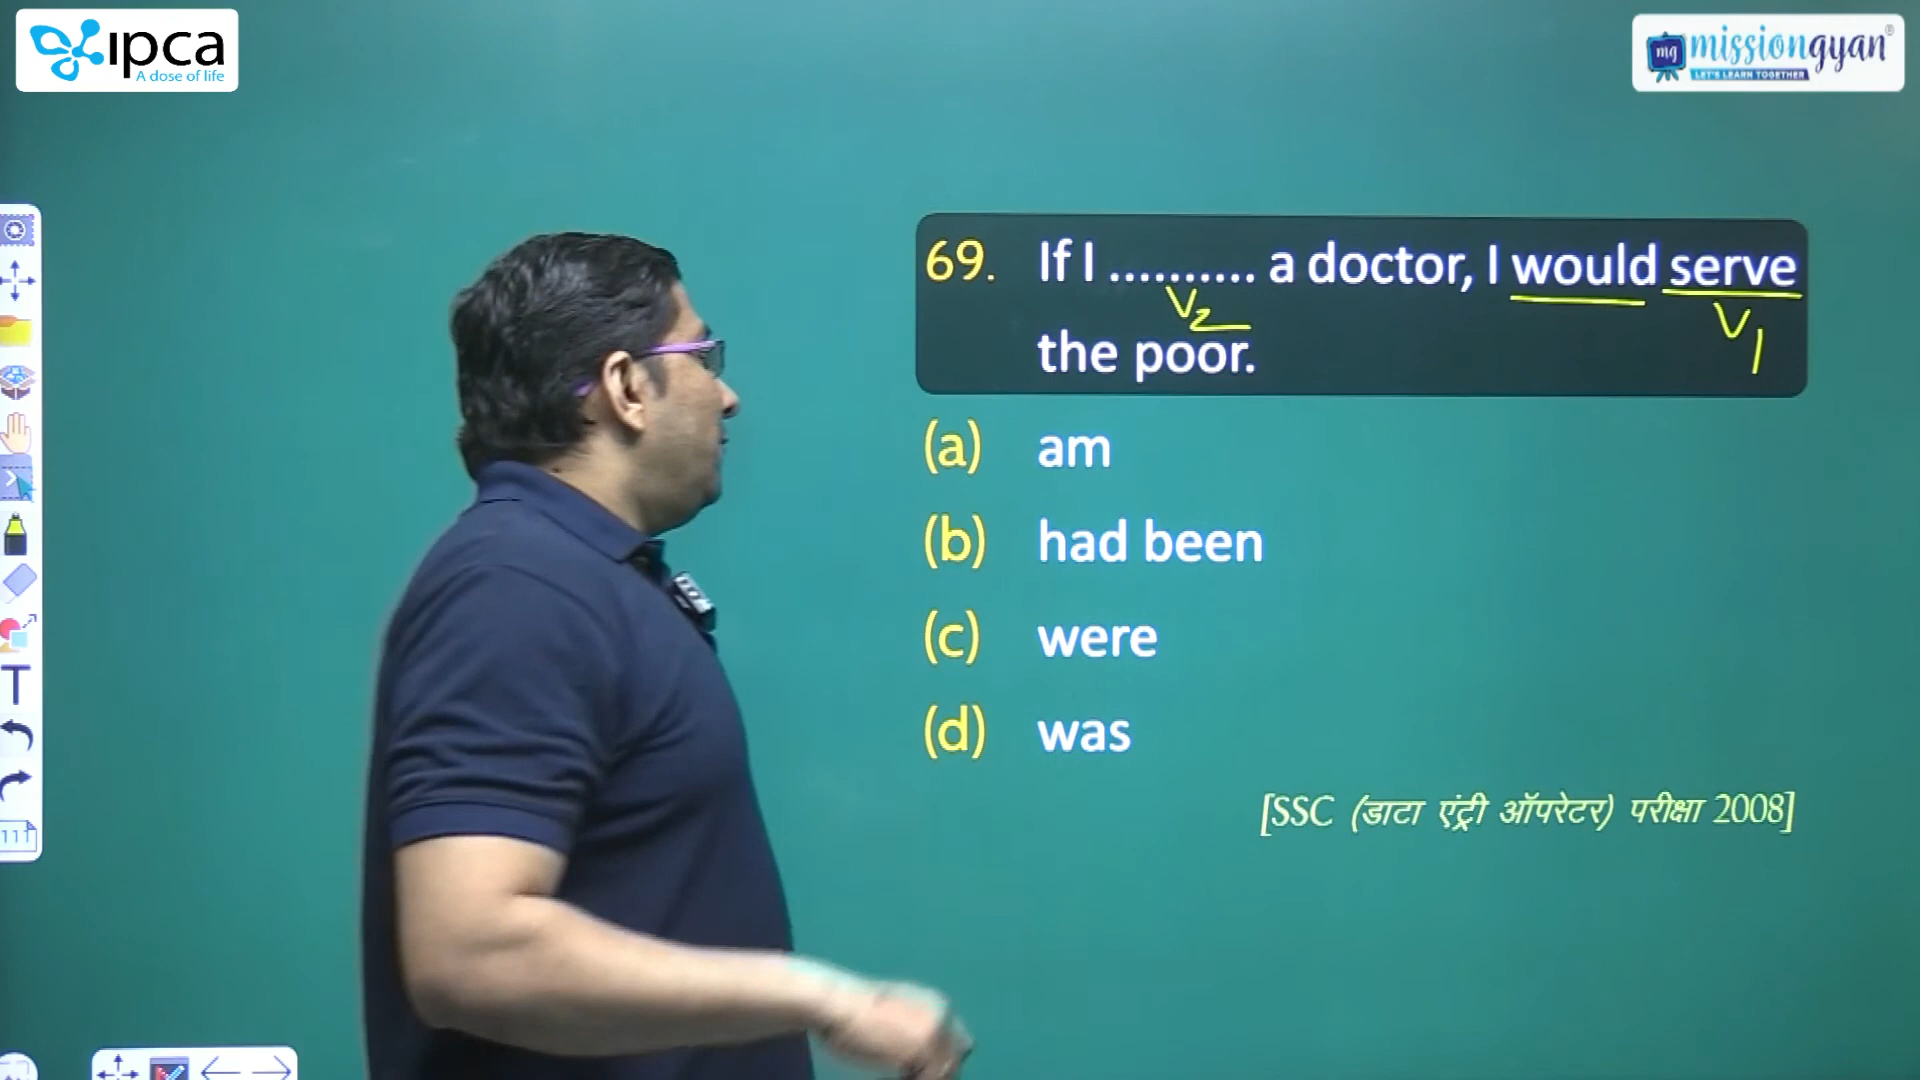 ipca
A dose of life
mg missiongyan®
LET'S LEARN TOGETHER
69. If I .......... a doctor, I would serve
V2
V1
the poor.
(a) am
(b) had been
(c) were
(d) was
[SSC (डाटा एंट्री ऑपरेटर) परीक्षा 2008]
T